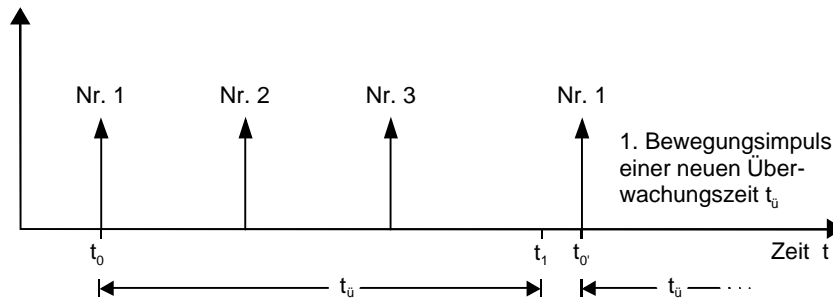 Nr. 1 Nr. 2 Nr. 3 Nr. 1
1. Bewegungsimpuls
einer neuen Über-
wachungszeit tü
t0 t1 t0' Zeit t
tü tü · · ·